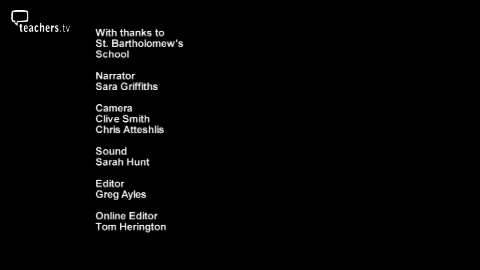 teachers.tv
With thanks to
St. Bartholomew's
School
Narrator
Sara Griffiths
Camera
Clive Smith
Chris Atteshlis
Sound
Sarah Hunt
Editor
Greg Ayles
Online Editor
Tom Herington